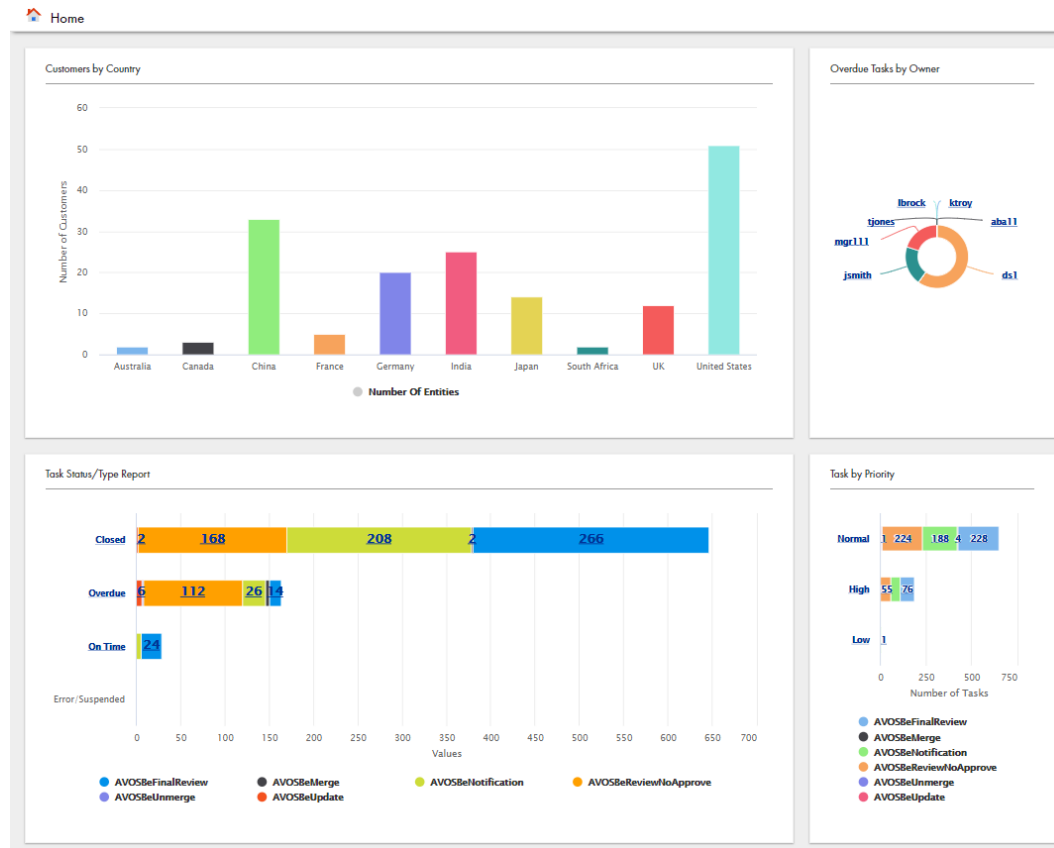 Home
Customers by Country
60
50
40
30
20
10
0
Number of Customers
Australia Canada China France Germany India Japan South Africa UK United States
Number Of Entities
Overdue Tasks by Owner
lbrock ktroy
tjones aba11
mgr111
jsmith ds1
Task Status/Type Report
Closed 2 168 208 2 266
Overdue 6 112 26 14
On Time 24
Error/Suspended
0 50 100 150 200 250 300 350 400 450 500 550 600 650 700
Values
AVOSBeFinalReview AVOSBeMerge AVOSBeNotification AVOSBeReviewNoApprove
AVOSBeUnmerge AVOSBeUpdate
Task by Priority
Normal 1 224 188 4 228
High 55 76
Low 1
0 250 500 750
Number of Tasks
AVOSBeFinalReview
AVOSBeMerge
AVOSBeNotification
AVOSBeReviewNoApprove
AVOSBeUnmerge
AVOSBeUpdate